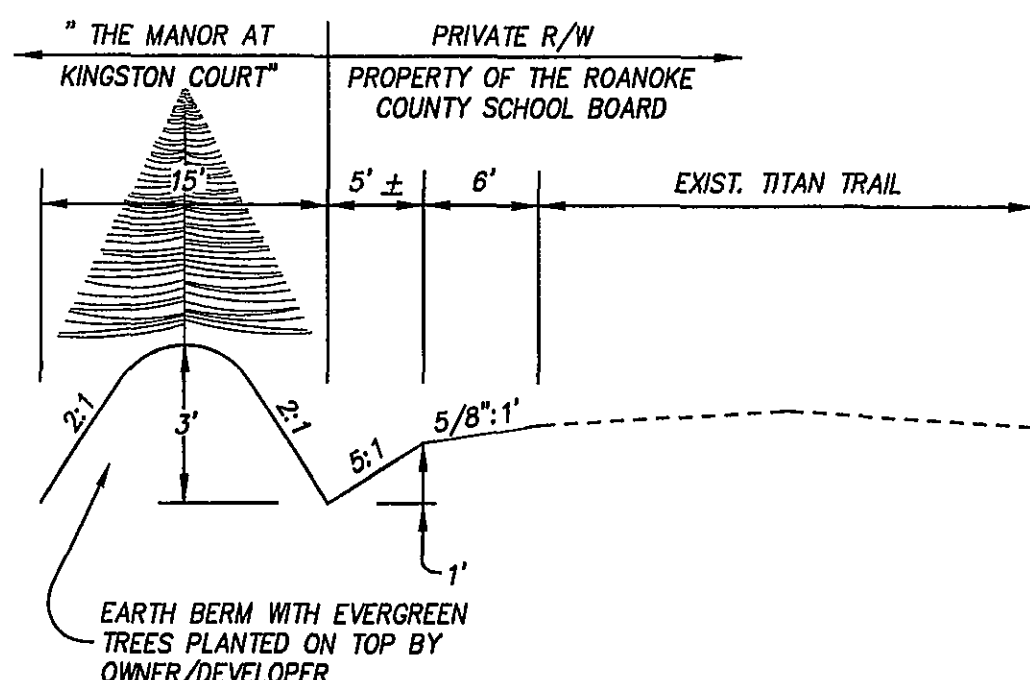 " THE MANOR AT
KINGSTON COURT"
PRIVATE R/W
PROPERTY OF THE ROANOKE
COUNTY SCHOOL BOARD
15'
5' ±
6'
EXIST. TITAN TRAIL
2:1
3'
2:1
5:1
5/8":1'
1'
EARTH BERM WITH EVERGREEN
TREES PLANTED ON TOP BY
OWNER/DEVELOPER